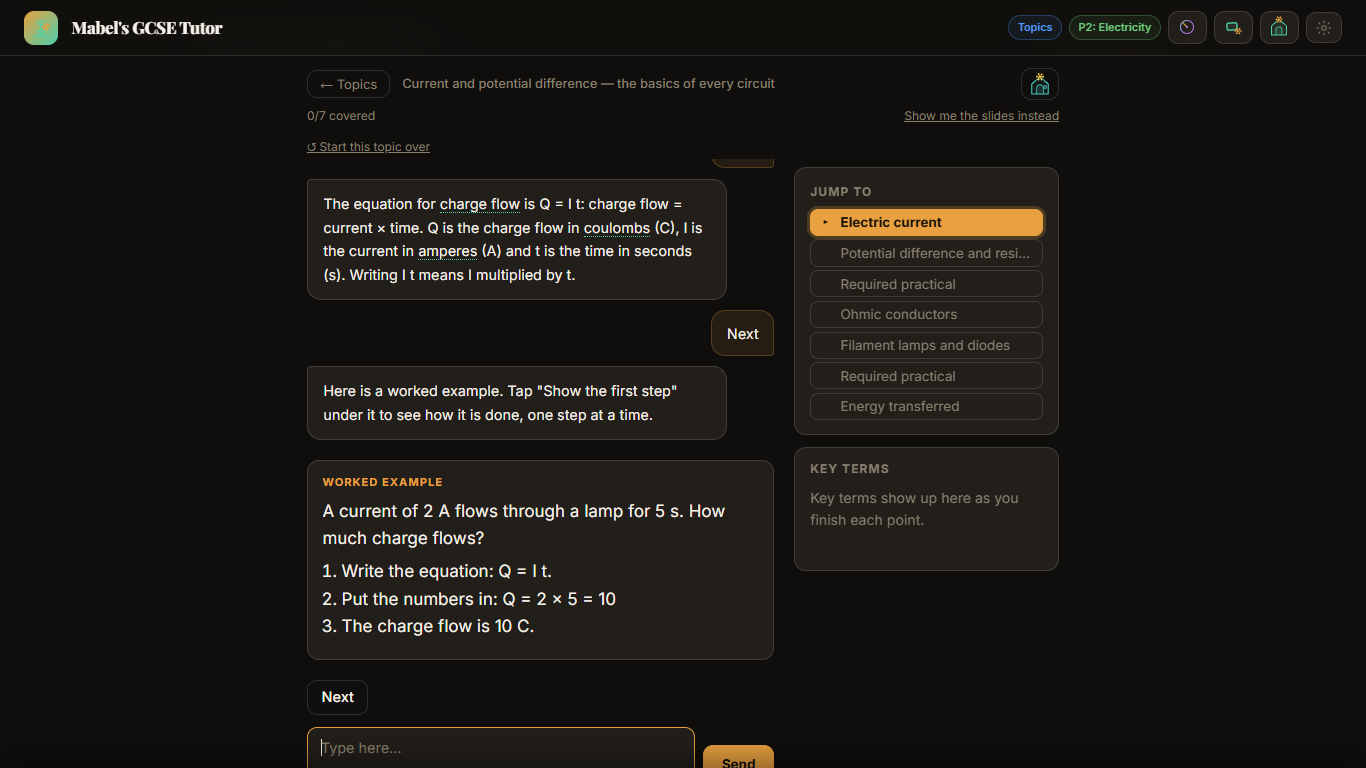 Mabel's GCSE Tutor
Topics
P2: Electricity
← Topics
Current and potential difference — the basics of every circuit
0/7 covered
Show me the slides instead
↺ Start this topic over
The equation for charge flow is Q = I t: charge flow =
current × time. Q is the charge flow in coulombs (C), I is
the current in amperes (A) and t is the time in seconds
(s). Writing I t means I multiplied by t.
Next
Here is a worked example. Tap "Show the first step"
under it to see how it is done, one step at a time.
WORKED EXAMPLE
A current of 2 A flows through a lamp for 5 s. How
much charge flows?
1. Write the equation: Q = I t.
2. Put the numbers in: Q = 2 × 5 = 10
3. The charge flow is 10 C.
Next
Type here...
Send
JUMP TO
Electric current
Potential difference and resi...
Required practical
Ohmic conductors
Filament lamps and diodes
Required practical
Energy transferred
KEY TERMS
Key terms show up here as you
finish each point.